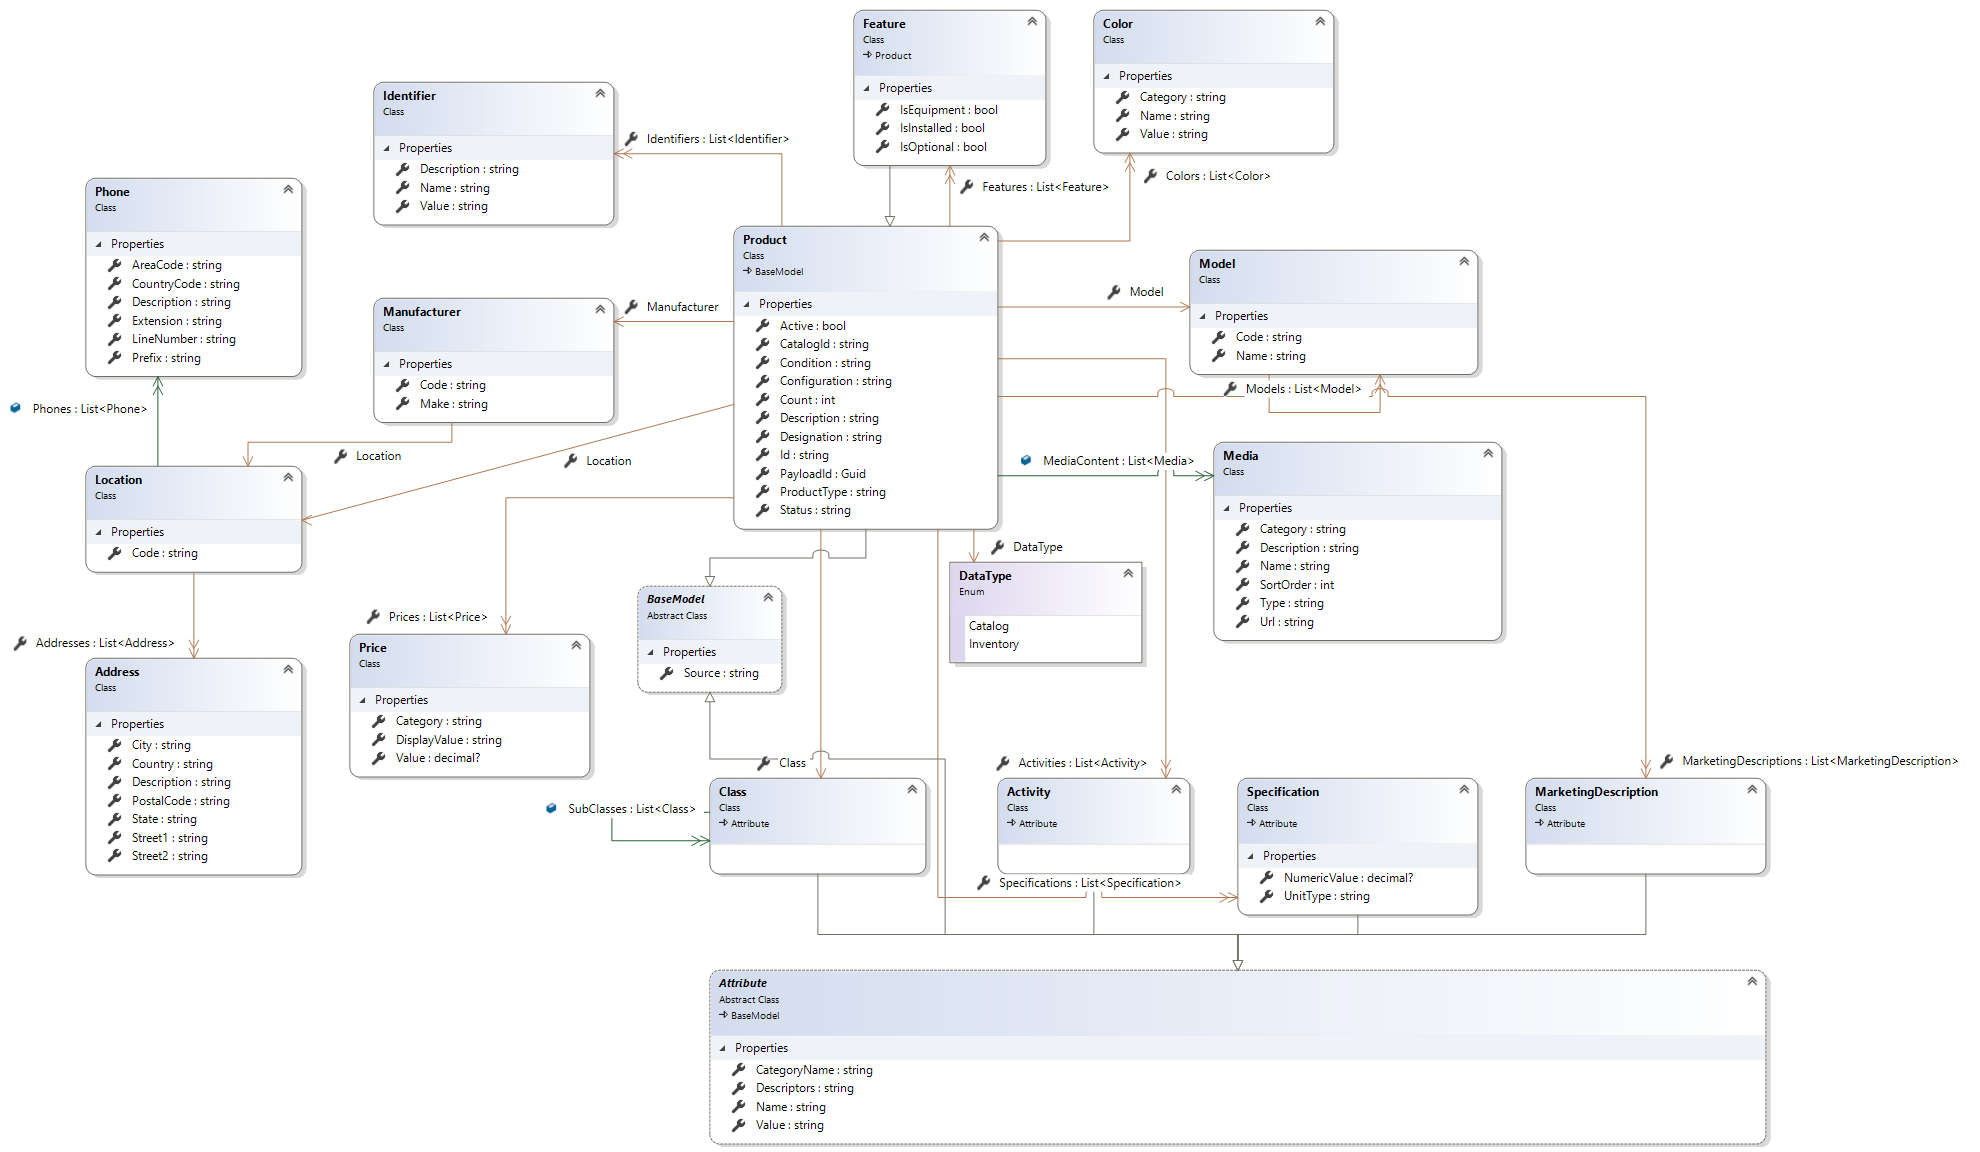 Feature
Class
Product
Properties
IsEquipment : bool
IsInstalled : bool
IsOptional : bool
Color
Class
Properties
Category : string
Name : string
Value : string
Identifier
Class
Properties
Description : string
Name : string
Value : string
Identifiers : List<Identifier>
Features : List<Feature>
Colors : List<Color>
Phone
Class
Properties
AreaCode : string
CountryCode : string
Description : string
Extension : string
LineNumber : string
Prefix : string
Product
Class
BaseModel
Properties
Active : bool
CatalogId : string
Condition : string
Configuration : string
Count : int
Description : string
Designation : string
Id : string
PayloadId : Guid
ProductType : string
Status : string
Model
Class
Properties
Code : string
Name : string
Model
Models : List<Model>
Manufacturer
Class
Properties
Code : string
Make : string
Manufacturer
Phones : List<Phone>
Location
Location
Location
Class
Properties
Code : string
MediaContent : List<Media>
Media
Class
Properties
Category : string
Description : string
Name : string
SortOrder : int
Type : string
Url : string
DataType
DataType
Enum
Catalog
Inventory
BaseModel
Abstract Class
Properties
Source : string
Prices : List<Price>
Price
Class
Properties
Category : string
DisplayValue : string
Value : decimal?
Addresses : List<Address>
Address
Class
Properties
City : string
Country : string
Description : string
PostalCode : string
State : string
Street1 : string
Street2 : string
Class
SubClasses : List<Class>
Class
Class
Attribute
Activities : List<Activity>
Activity
Class
Attribute
Specifications : List<Specification>
Specification
Class
Attribute
Properties
NumericValue : decimal?
UnitType : string
MarketingDescriptions : List<MarketingDescription>
MarketingDescription
Class
Attribute
Attribute
Abstract Class
BaseModel
Properties
CategoryName : string
Descriptors : string
Name : string
Value : string